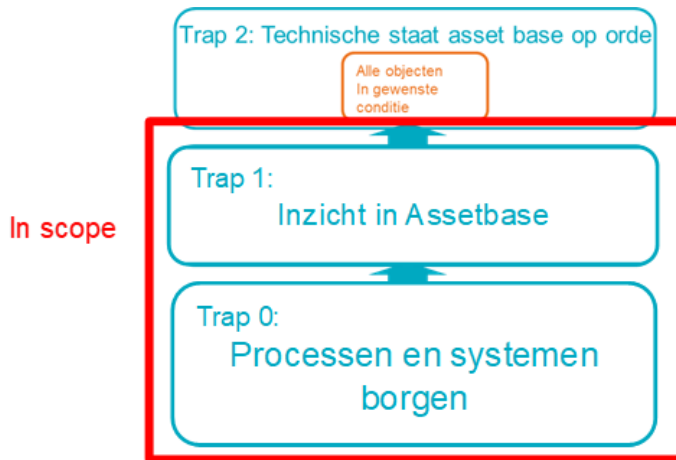 Trap 2: Technische staat asset base op orde
Alle objecten
In gewenste
conditie
Trap 1:
Inzicht in Assetbase
In scope
Trap 0:
Processen en systemen
borgen